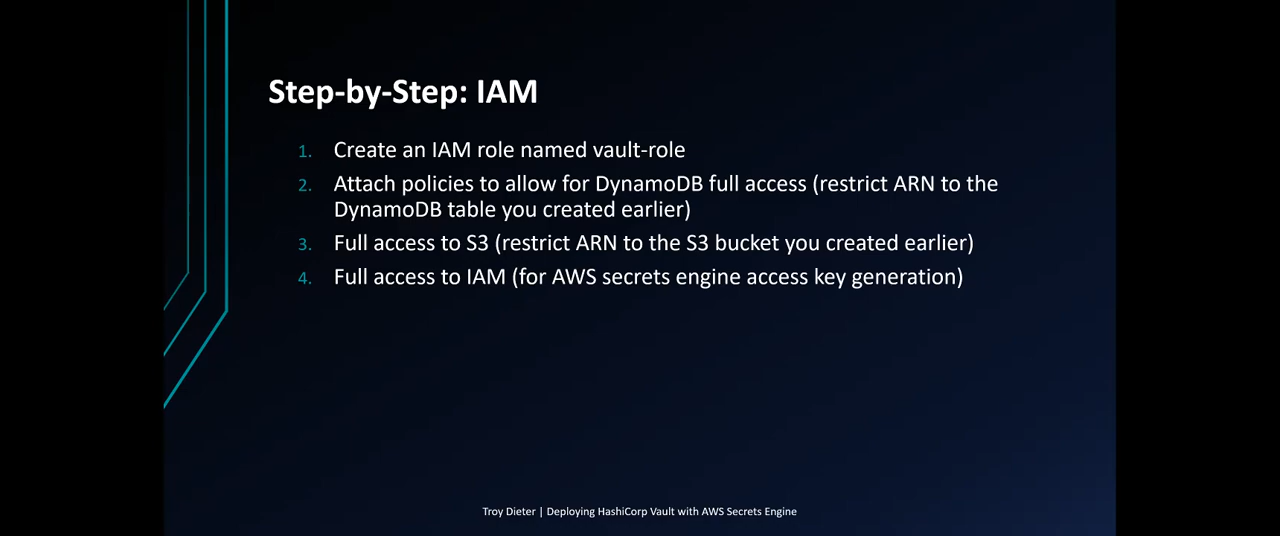 Step-by-Step: IAM
1. Create an IAM role named vault-role
2. Attach policies to allow for DynamoDB full access (restrict ARN to the
DynamoDB table you created earlier)
3. Full access to S3 (restrict ARN to the S3 bucket you created earlier)
4. Full access to IAM (for AWS secrets engine access key generation)
Troy Dieter | Deploying HashiCorp Vault with AWS Secrets Engine